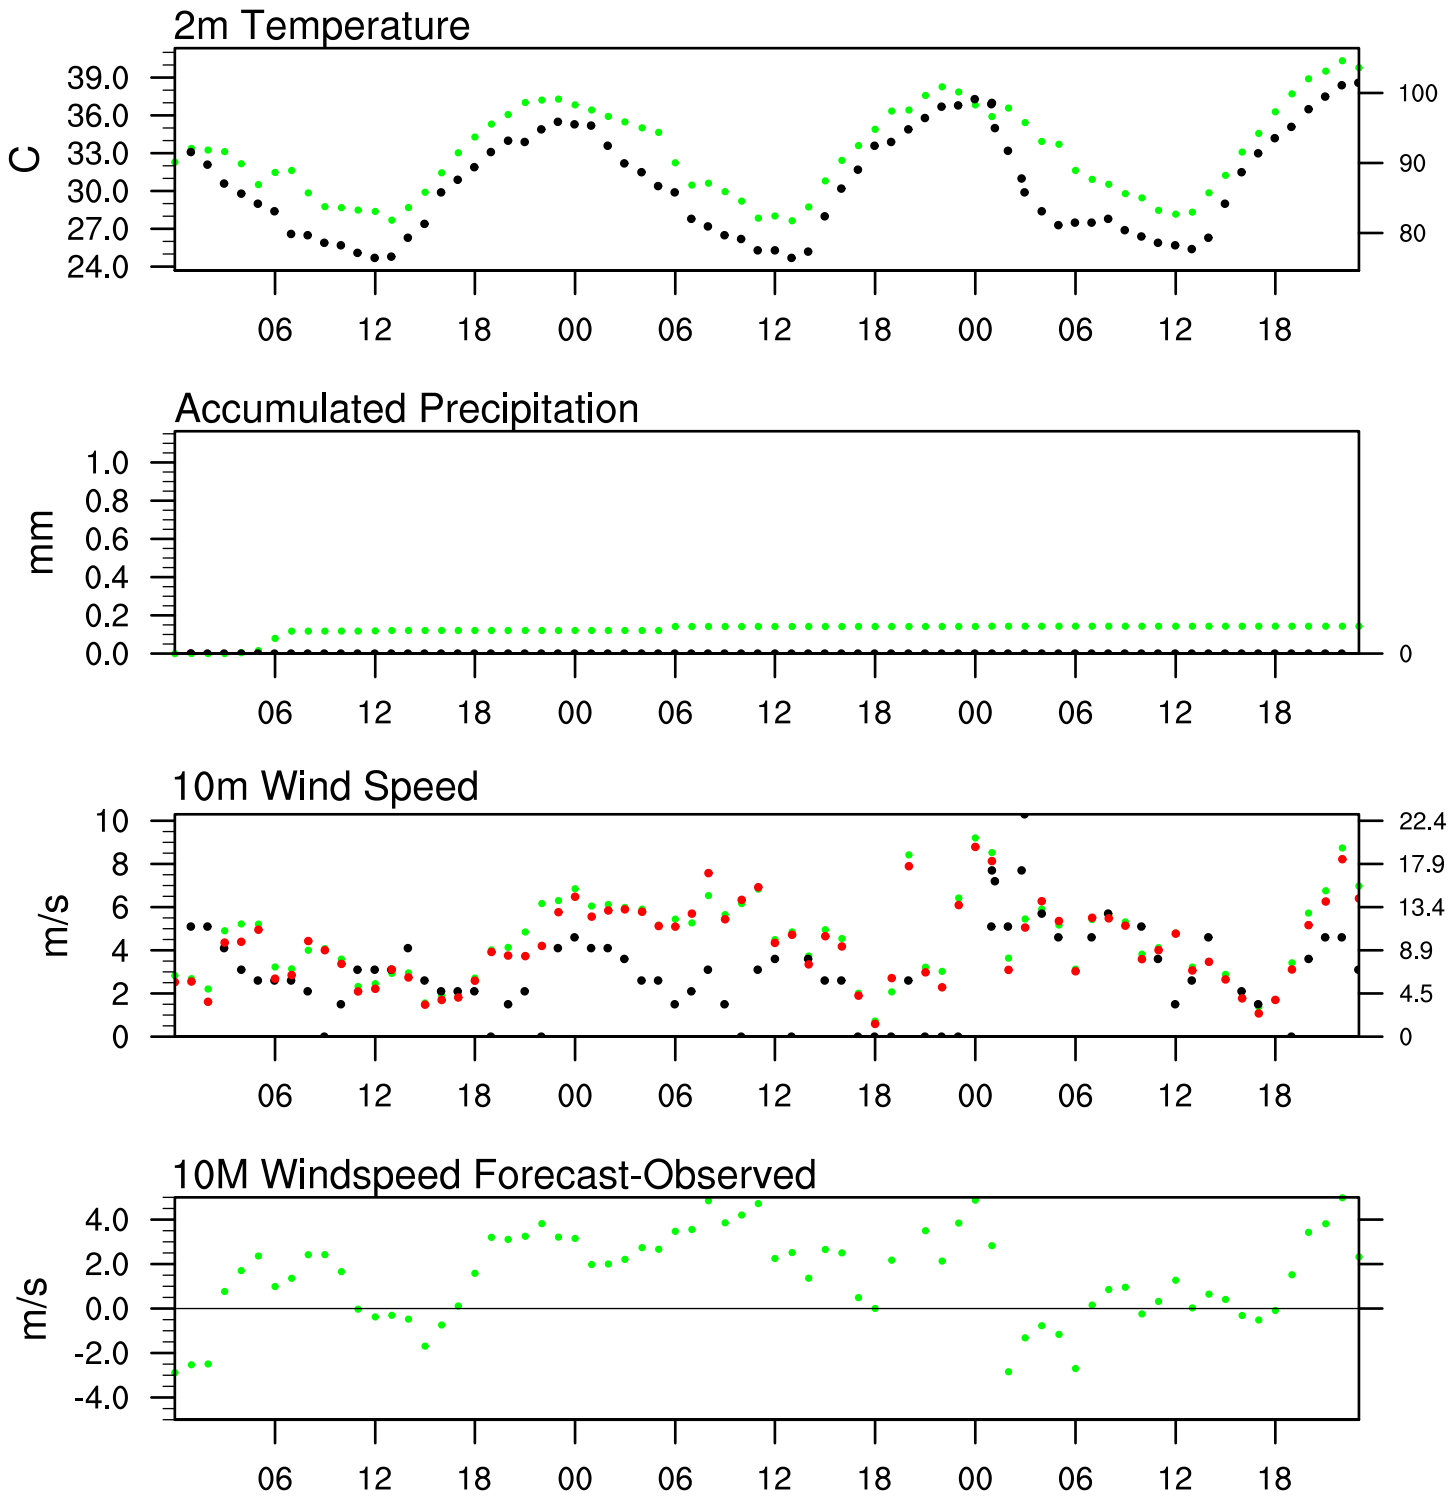 2m Temperature
C
39.0
36.0
33.0
30.0
27.0
24.0
100
90
80
06 12 18 00 06 12 18 00 06 12 18
Accumulated Precipitation
mm
1.0
0.8
0.6
0.4
0.2
0.0
0
06 12 18 00 06 12 18 00 06 12 18
10m Wind Speed
m/s
10
8
6
4
2
0
22.4
17.9
13.4
8.9
4.5
0
06 12 18 00 06 12 18 00 06 12 18
10M Windspeed Forecast-Observed
m/s
4.0
2.0
0.0
-2.0
-4.0
06 12 18 00 06 12 18 00 06 12 18